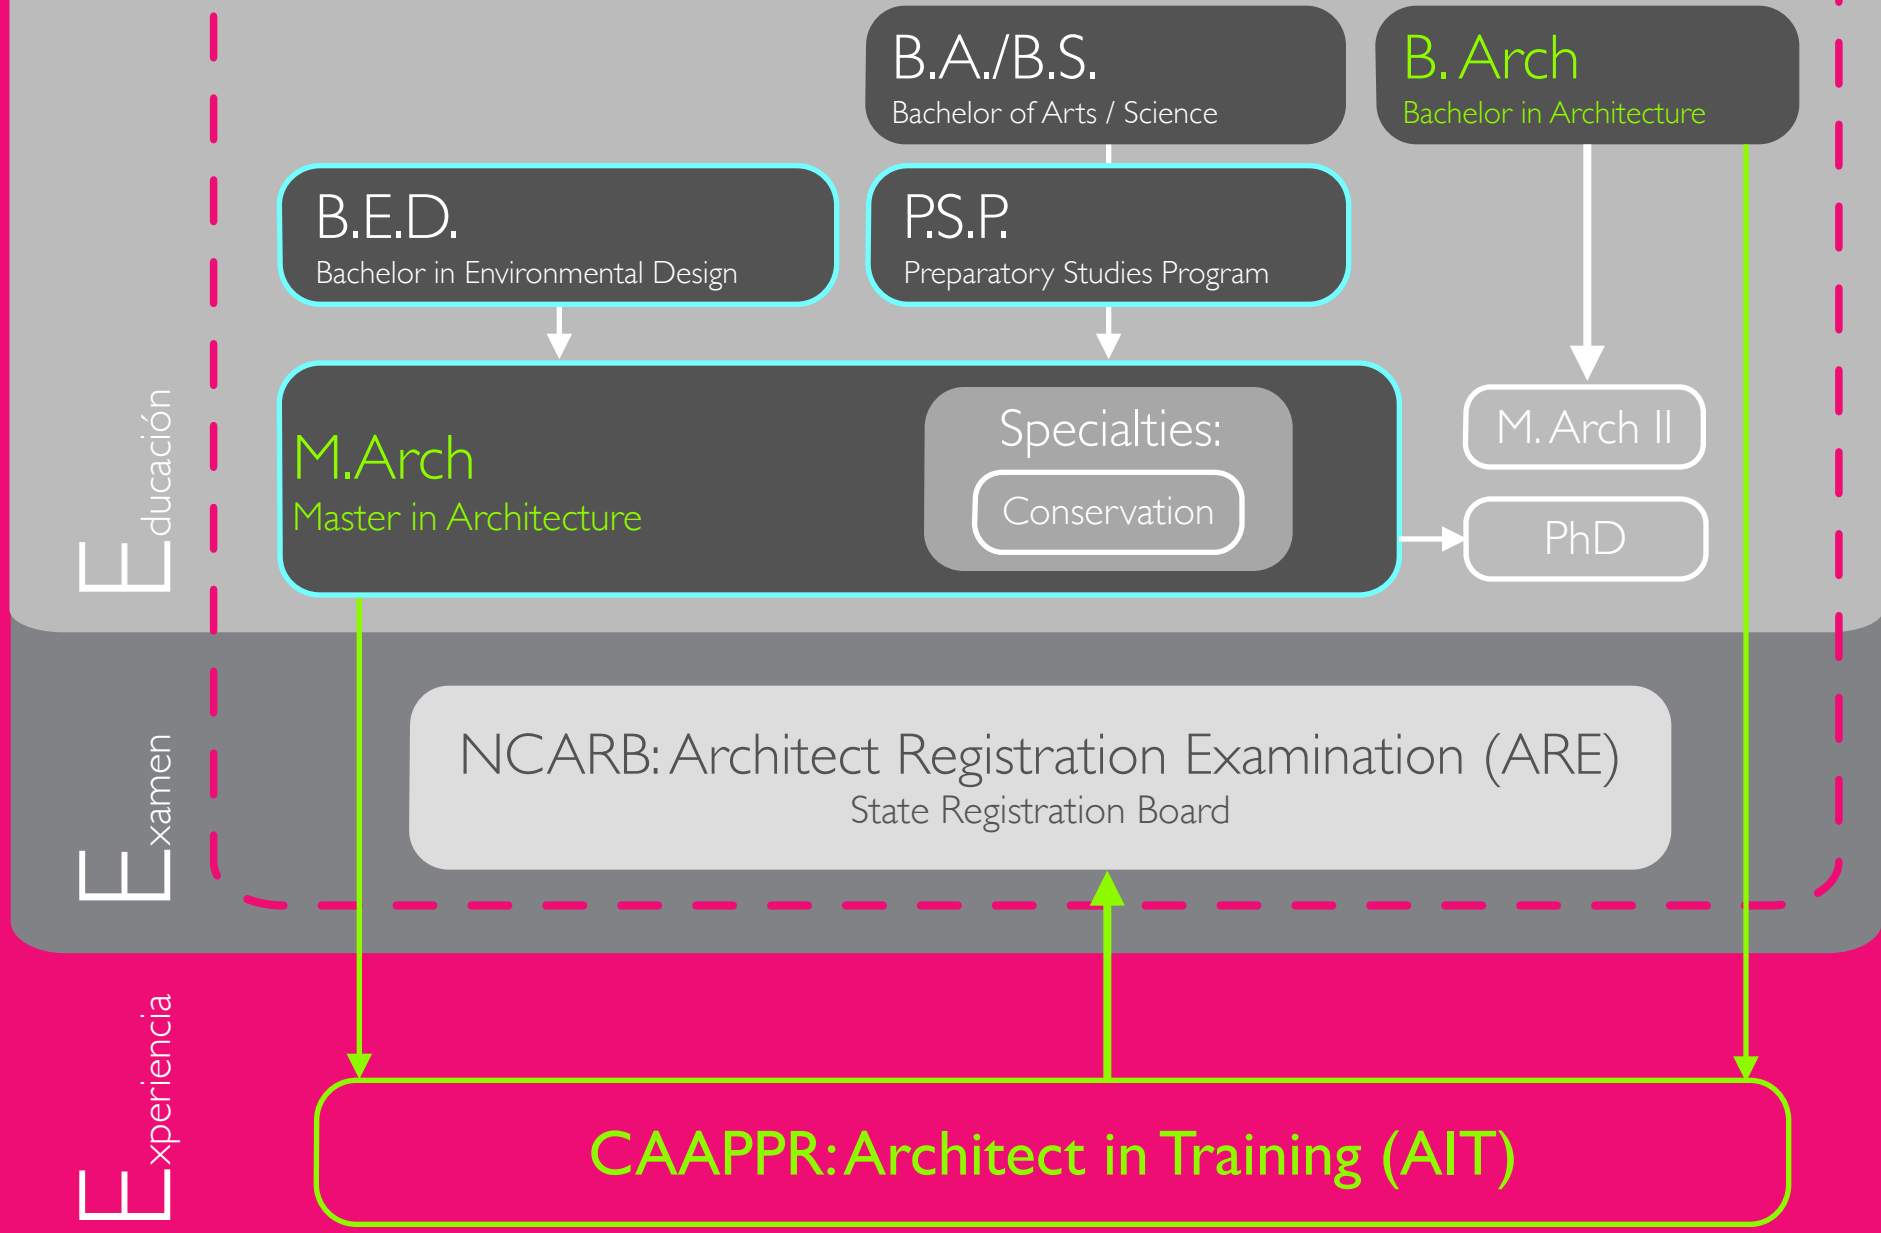 B.A./B.S.
Bachelor of Arts / Science
B. Arch
Bachelor in Architecture
B.E.D.
Bachelor in Environmental Design
P.S.P.
Preparatory Studies Program
Educación
M.Arch
Master in Architecture
Specialties:
Conservation
M. Arch II
PhD
Examen
NCARB: Architect Registration Examination (ARE)
State Registration Board
Experiencia
CAAPPR: Architect in Training (AIT)